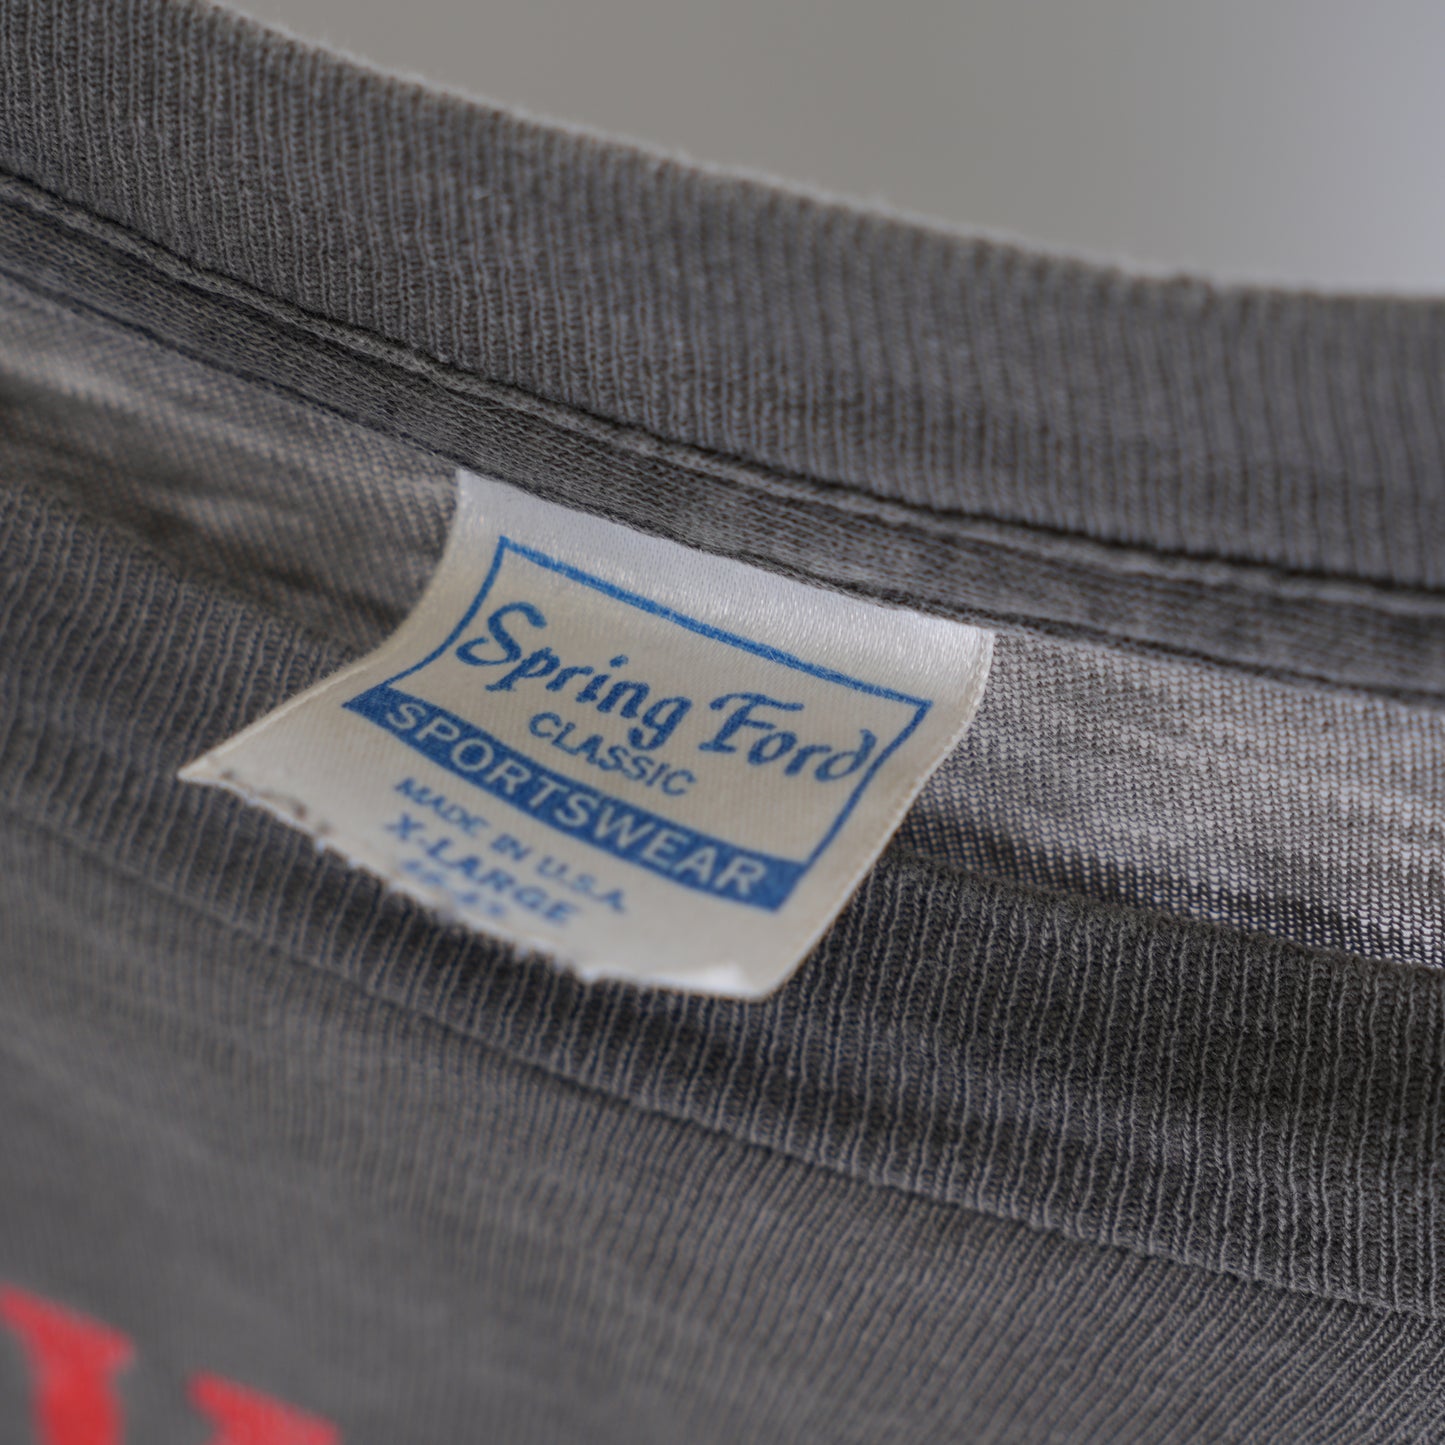 Spring Ford
CLASSIC
SPORTSWEAR
MADE IN U.S.A.
X-LARGE